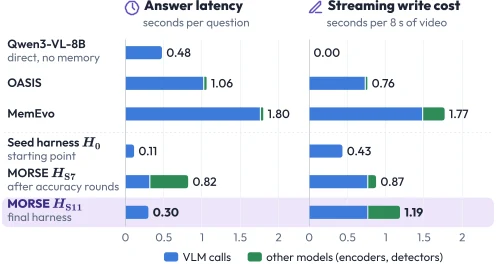 Answer latency
seconds per question
Streaming write cost
seconds per 8 s of video
Qwen3-VL-8B
direct, no memory
0.48
0.00
OASIS
1.06
0.76
MemEvo
1.80
1.77
Seed harness H0
starting point
0.11
0.43
MORSE HS7
after accuracy rounds
0.82
0.87
MORSE HS11
final harness
0.30
1.19
0 0.5 1 1.5 2
0 0.5 1 1.5 2
VLM calls
other models (encoders, detectors)